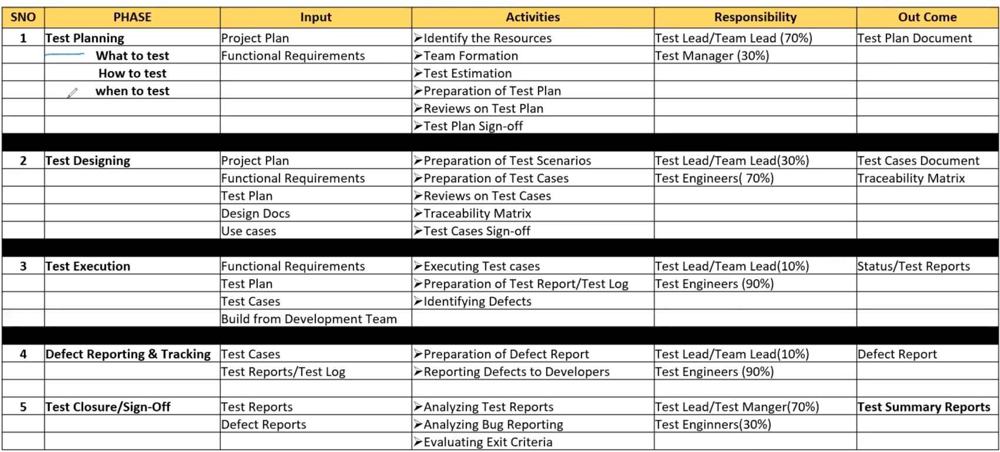 SNO PHASE Input Activities Responsibility Out Come
1 Test Planning Project Plan ➢Identify the Resources Test Lead/Team Lead (70%) Test Plan Document
What to test Functional Requirements ➢Team Formation Test Manager (30%)
How to test ➢Test Estimation
when to test ➢Preparation of Test Plan
➢Reviews on Test Plan
➢Test Plan Sign-off
2 Test Designing Project Plan ➢Preparation of Test Scenarios Test Lead/Team Lead(30%) Test Cases Document
Functional Requirements ➢Preparation of Test Cases Test Engineers( 70%) Traceability Matrix
Test Plan ➢Reviews on Test Cases
Design Docs ➢Traceability Matrix
Use cases ➢Test Cases Sign-off
3 Test Execution Functional Requirements ➢Executing Test cases Test Lead/Team Lead(10%) Status/Test Reports
Test Plan ➢Preparation of Test Report/Test Log Test Engineers (90%)
Test Cases ➢Identifying Defects
Build from Development Team
4 Defect Reporting & Tracking Test Cases ➢Preparation of Defect Report Test Lead/Team Lead(10%) Defect Report
Test Reports/Test Log ➢Reporting Defects to Developers Test Engineers (90%)
5 Test Closure/Sign-Off Test Reports ➢Analyzing Test Reports Test Lead/Test Manger(70%) Test Summary Reports
Defect Reports ➢Analyzing Bug Reporting Test Enginners(30%)
➢Evaluating Exit Criteria